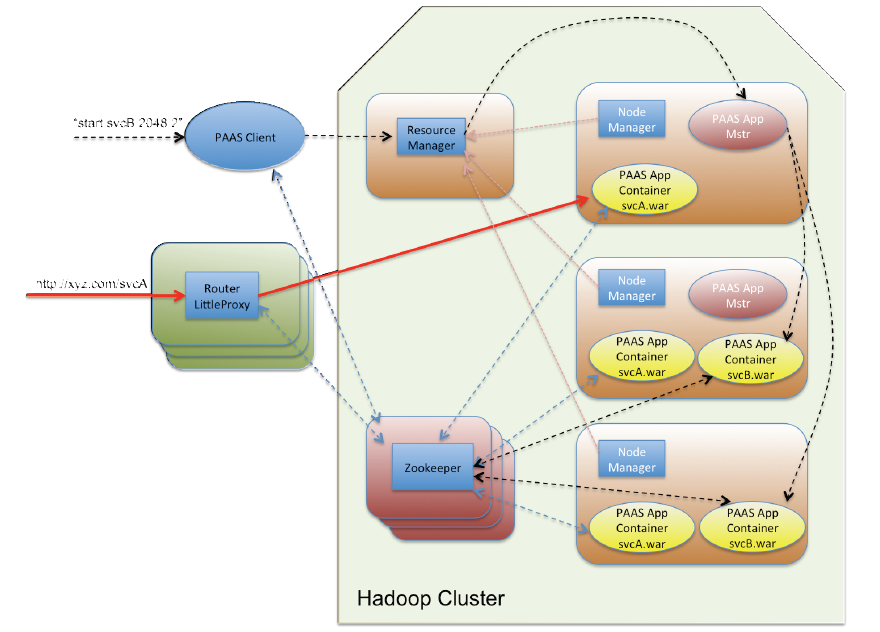 "start svcB 2048 2"
PAAS Client
Resource
Manager
Node
Manager
PAAS App
Mstr
PAAS App
Container
svcA.war
http://xyz.com/svcA
Router
LittleProxy
Node
Manager
PAAS App
Mstr
PAAS App
Container
svcA.war
PAAS App
Container
svcB.war
Zookeeper
Node
Manager
PAAS App
Container
svcA.war
PAAS App
Container
svcB.war
Hadoop Cluster